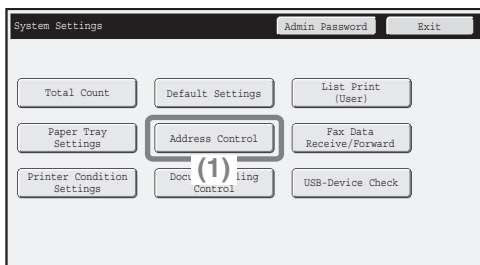 System Settings Admin Password Exit
Total Count Default Settings List Print
(User)
Paper Tray
Settings Address Control Fax Data
Receive/Forward
Printer Condition
Settings (1) Control USB-Device Check